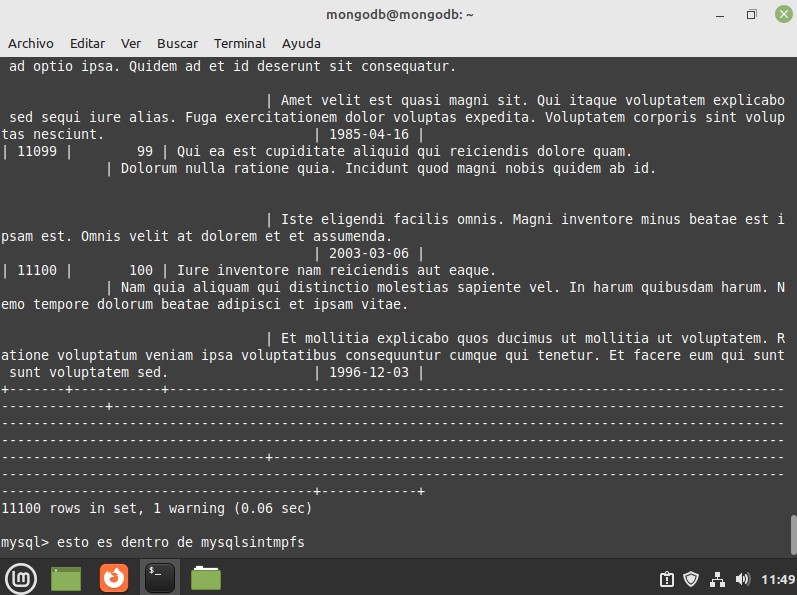 mongodb@mongodb: ~
Archivo Editar Ver Buscar Terminal Ayuda
ad optio ipsa. Quidem ad et id deserunt sit consequatur.
| Amet velit est quasi magni sit. Qui itaque voluptatem explicabo
sed sequi iure alias. Fuga exercitationem dolor voluptas expedita. Voluptatem corporis sint volup
tas nesciunt. | 1985-04-16 |
| 11099 | 99 | Qui ea est cupiditate aliquid qui reiciendis dolore quam.
| Dolorum nulla ratione quia. Incidunt quod magni nobis quidem ab id.
| Iste eligendi facilis omnis. Magni inventore minus beatae est i
psam est. Omnis velit at dolorem et et assumenda.
| 2003-03-06 |
| 11100 | 100 | Iure inventore nam reiciendis aut eaque.
| Nam quia aliquam qui distinctio molestias sapiente vel. In harum quibusdam harum. N
emo tempore dolorum beatae adipisci et ipsam vitae.
| Et mollitia explicabo quos ducimus ut mollitia ut voluptatem. R
atione voluptatum veniam ipsa voluptatibus consequuntur cumque qui tenetur. Et facere eum qui sunt
sunt voluptatem sed. | 1996-12-03 |
11100 rows in set, 1 warning (0.06 sec)
mysql> esto es dentro de mysqlsintmpfs
11:49